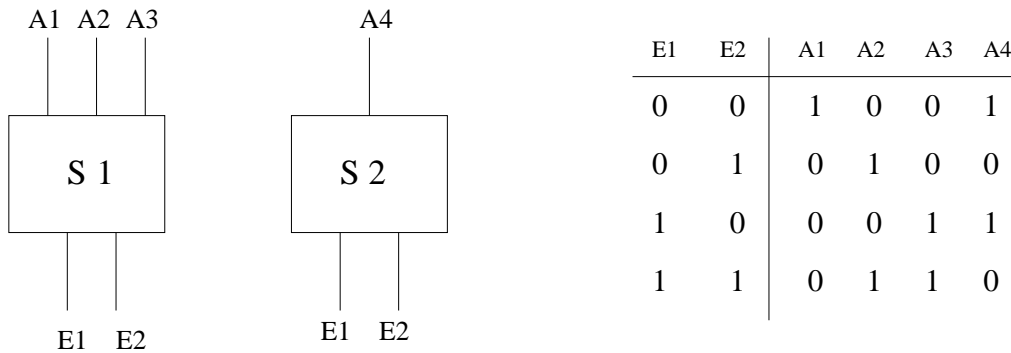 A1 A2 A3
A4
S 1
S 2
E1 E2
E1 E2
E1 E2 A1 A2 A3 A4
0 0 1 0 0 1
0 1 0 1 0 0
1 0 0 0 1 1
1 1 0 1 1 0